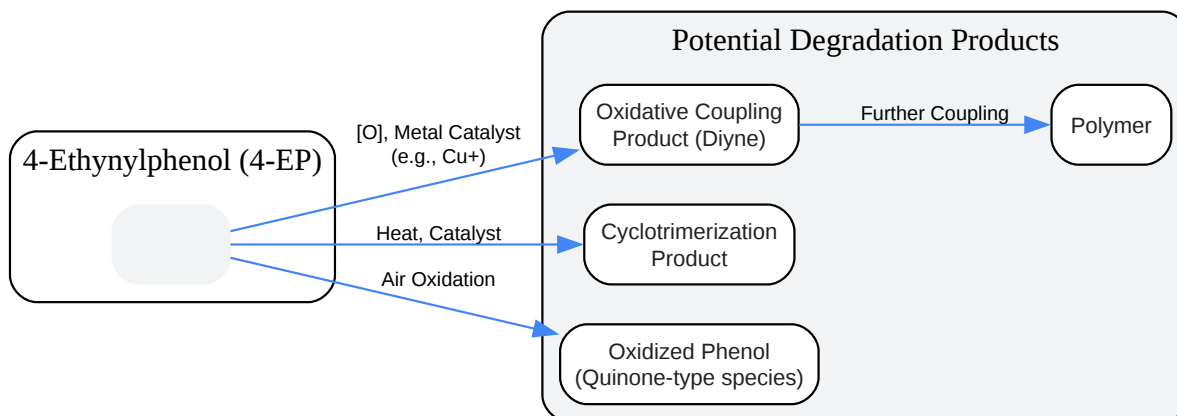 Potential Degradation Products
4-Ethynylphenol (4-EP)
[O], Metal Catalyst
(e.g., Cu+)
Oxidative Coupling
Product (Diyne)
Further Coupling
Polymer
Heat, Catalyst
Cyclotrimerization
Product
Air Oxidation
Oxidized Phenol
(Quinone-type species)